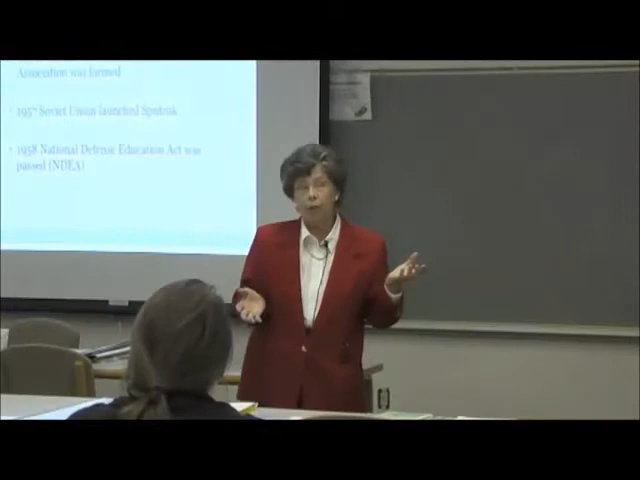 Association was formed
• 1957 Soviet Union launched Sputnik
• 1958 National Defense Education Act was
passed (NDEA)